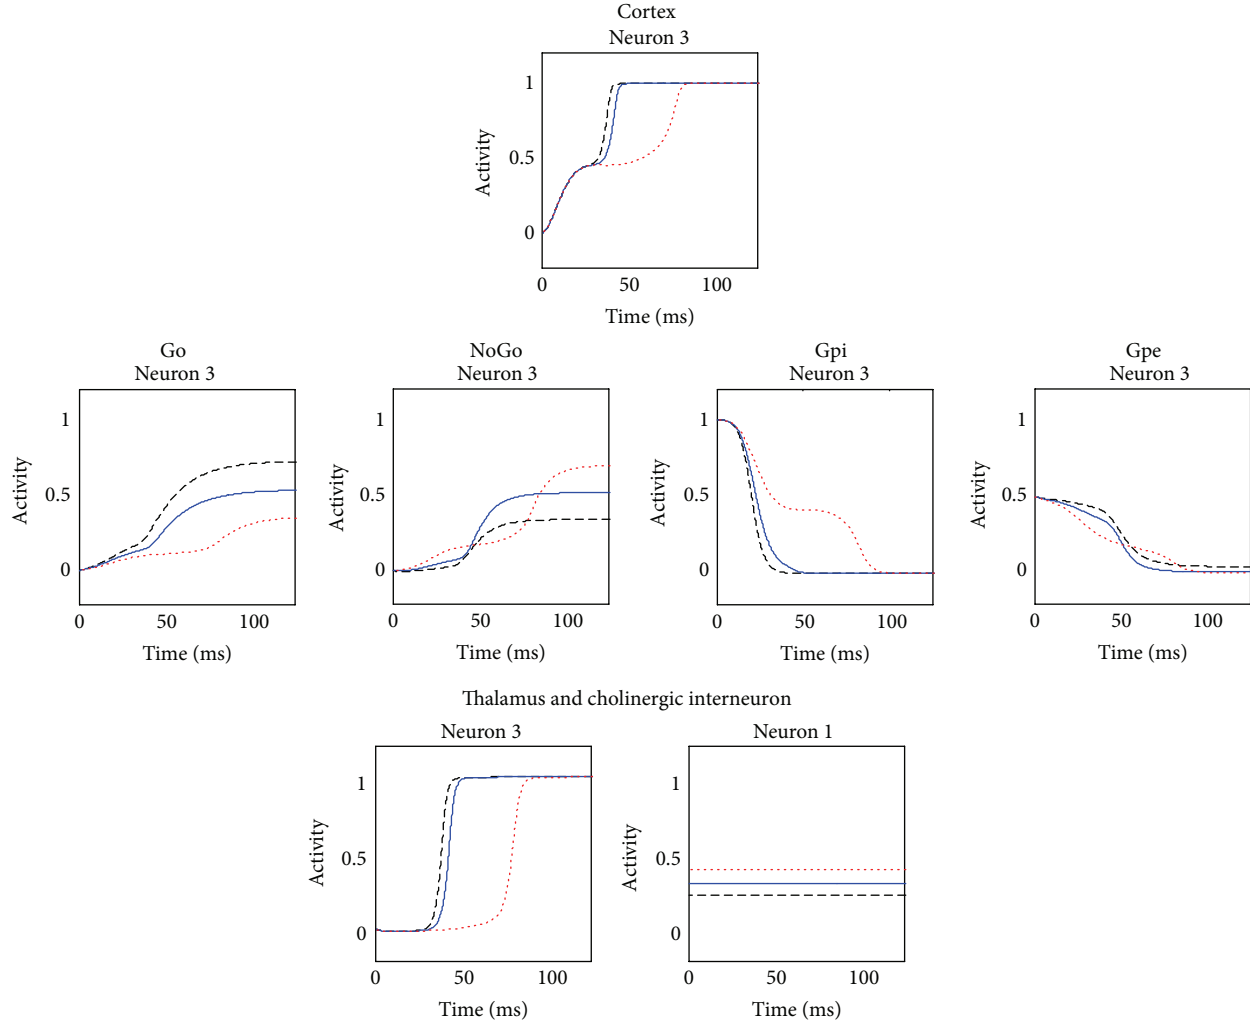 Cortex
Neuron 3
1
0.5
0
Activity
0 50 100
Time (ms)
Go
Neuron 3
1
0.5
0
Activity
0 50 100
Time (ms)
NoGo
Neuron 3
1
0.5
0
Activity
0 50 100
Time (ms)
Gpi
Neuron 3
1
0.5
0
Activity
0 50 100
Time (ms)
Gpe
Neuron 3
1
0.5
0
Activity
0 50 100
Time (ms)
Thalamus and cholinergic interneuron
Neuron 3
1
0.5
0
Activity
0 50 100
Time (ms)
Neuron 1
1
0.5
0
Activity
0 50 100
Time (ms)